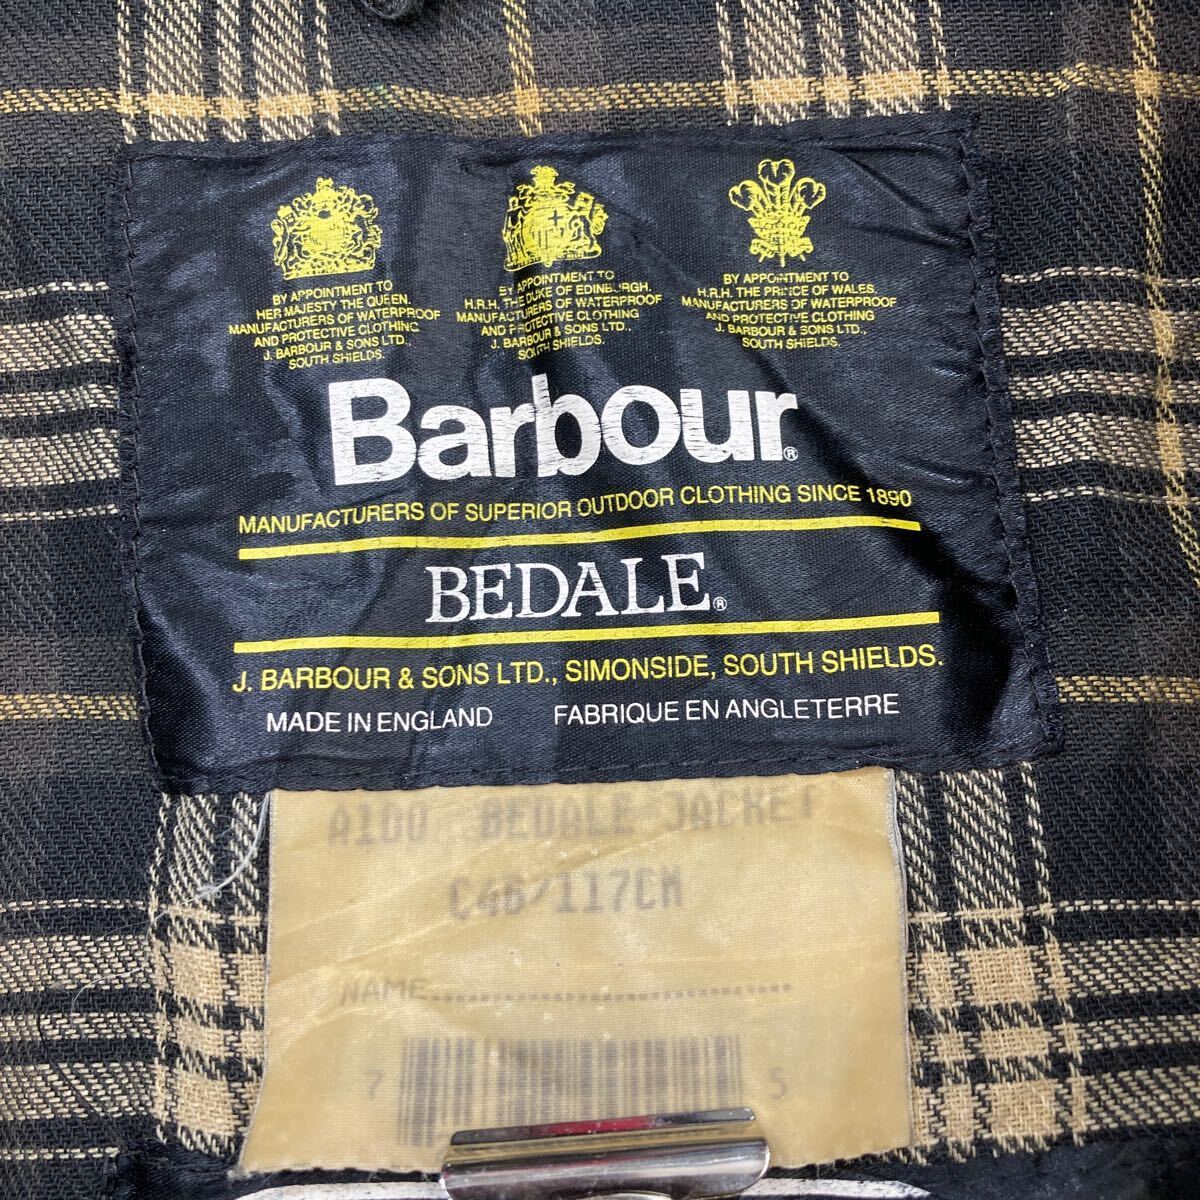 BY APPOINTMENT TO
HER MAJESTY THE QUEEN.
MANUFACTURERS OF WATERPROOF
AND PROTECTIVE CLOTHING
J. BARBOUR & SONS LTD.,
SOUTH SHIELDS.
BY APPOINTMENT TO
H.R.H. THE DUKE OF EDINBURGH.
MANUFACTURERS OF WATERPROOF
AND PROTECTIVE CLOTHING
J. BARBOUR & SONS LTD.,
SOUTH SHIELDS.
BY APPOINTMENT TO
H.R.H. THE PRINCE OF WALES.
MANUFACTURERS OF WATERPROOF
AND PROTECTIVE CLOTHING
J. BARBOUR & SONS LTD.,
SOUTH SHIELDS.
Barbour®
MANUFACTURERS OF SUPERIOR OUTDOOR CLOTHING SINCE 1890
BEDALE®
J. BARBOUR & SONS LTD., SIMONSIDE, SOUTH SHIELDS.
MADE IN ENGLAND FABRIQUE EN ANGLETERRE
A100 BEDALE JACKET
C46/117CM
NAME..............................
7 5